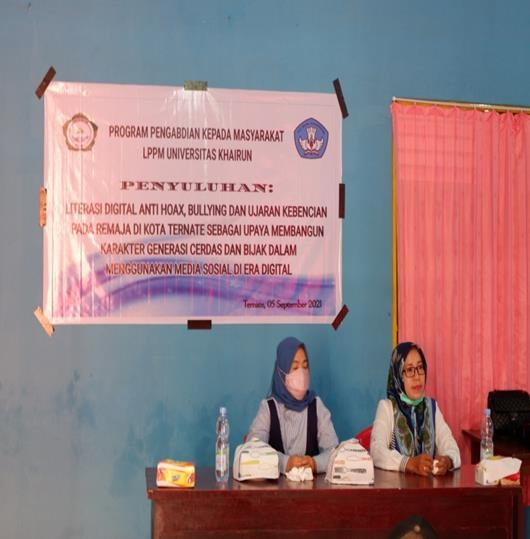 PROGRAM PENGABDIAN KEPADA MASYARAKAT
LPPM UNIVERSITAS KHAIRUN
PENYULUHAN:
LITERASI DIGITAL ANTI HOAX, BULLYING DAN UJARAN KEBENCIAN
PADA REMAJA DI KOTA TERNATE SEBAGAI UPAYA MEMBANGUN
KARAKTER GENERASI CERDAS DAN BIJAK DALAM
MENGGUNAKAN MEDIA SOSIAL DI ERA DIGITAL
Ternate, 05 September 2021